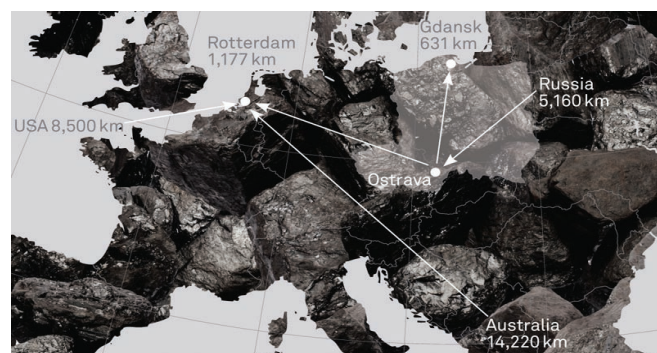 Gdansk
631 km
Rotterdam
1,177 km
Russia
5,160 km
USA 8,500 km
Ostrava
Australia
14,220 km